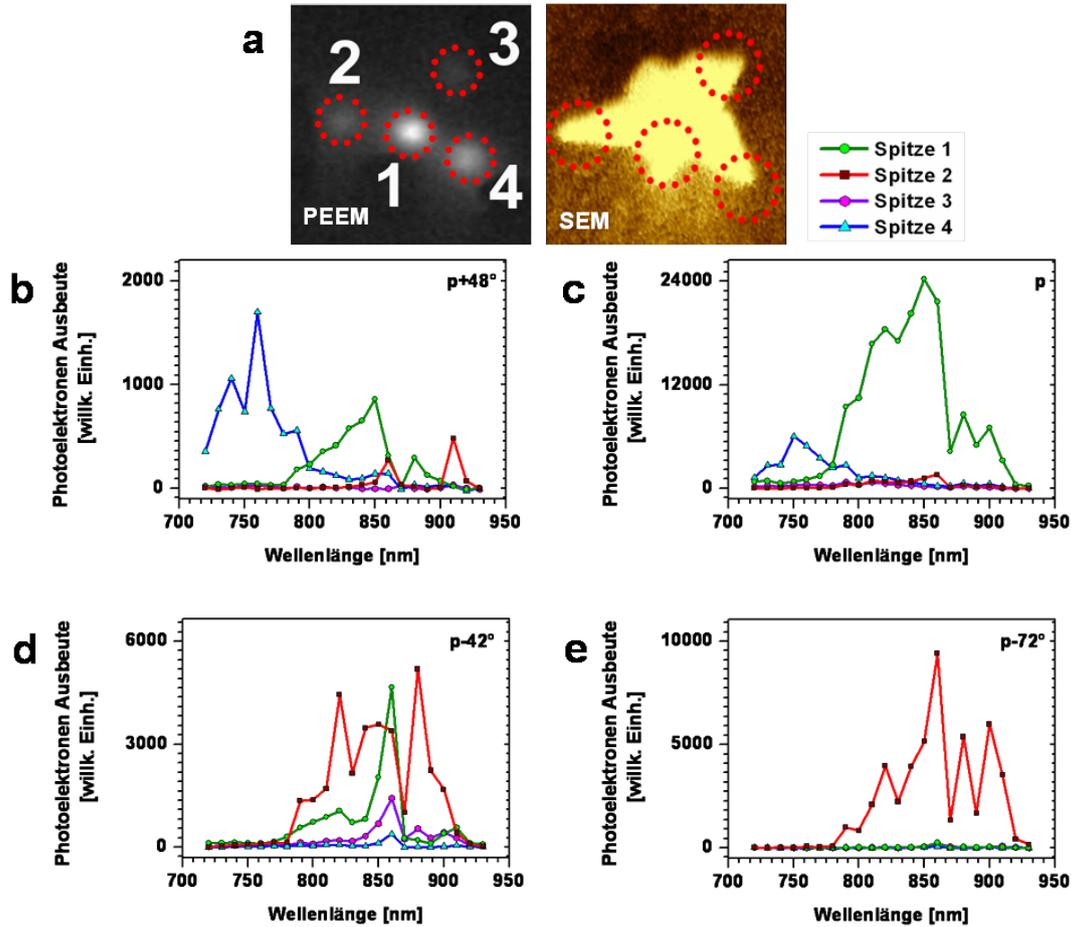 a
2
3
1
4
PEEM
SEM
Spitze 1
Spitze 2
Spitze 3
Spitze 4
b
Photoelektronen Ausbeute
[willk. Einh.]
2000
1000
0
p+48°
700 750 800 850 900 950
Wellenlänge [nm]
c
Photoelektronen Ausbeute
[willk. Einh.]
24000
12000
0
p
700 750 800 850 900 950
Wellenlänge [nm]
d
Photoelektronen Ausbeute
[willk. Einh.]
6000
3000
0
p-42°
700 750 800 850 900 950
Wellenlänge [nm]
e
Photoelektronen Ausbeute
[willk. Einh.]
10000
5000
0
p-72°
700 750 800 850 900 950
Wellenlänge [nm]